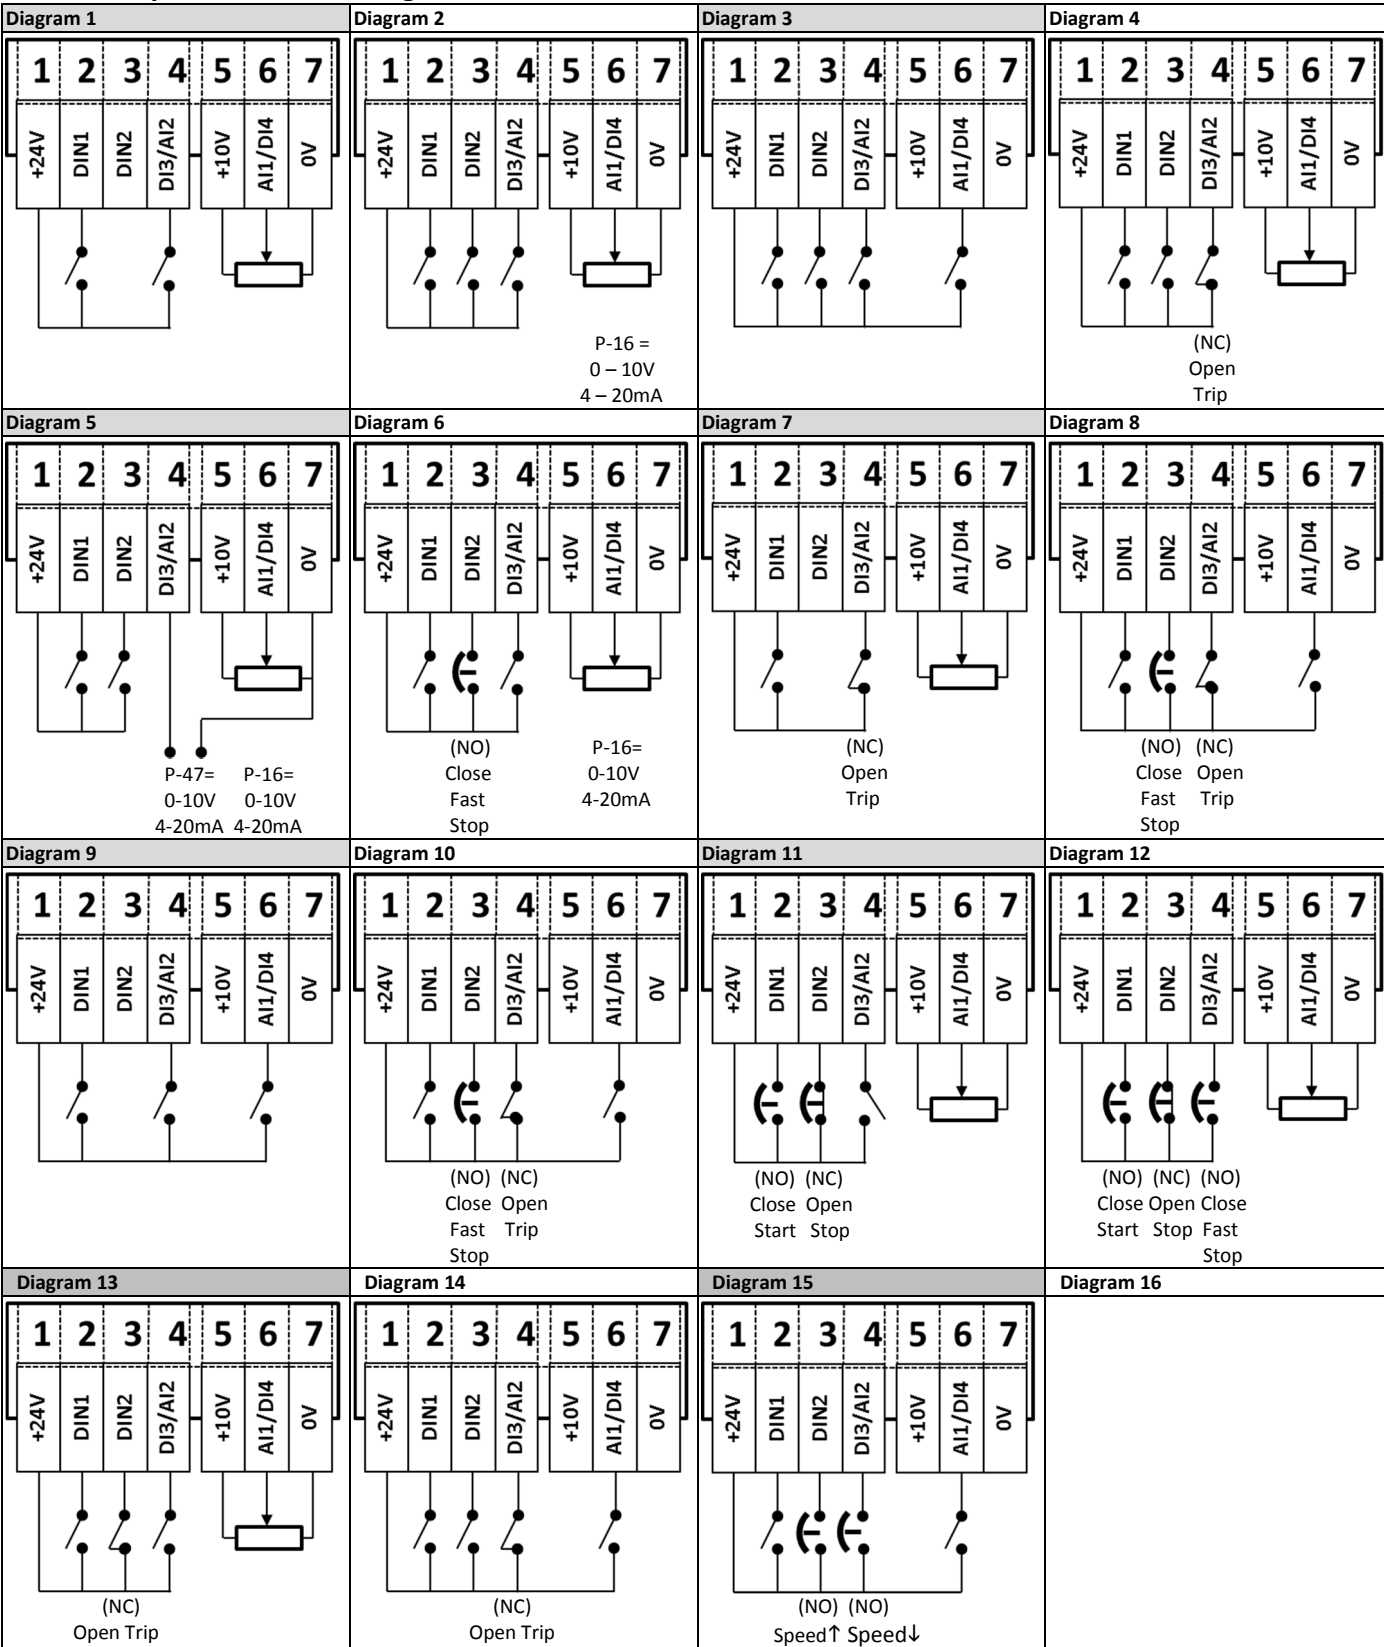 Diagram 1
1 2 3 4 5 6 7
+24V DIN1 DIN2 DI3/AI2 +10V AI1/DI4 0V
Diagram 2
1 2 3 4 5 6 7
+24V DIN1 DIN2 DI3/AI2 +10V AI1/DI4 0V
P-16 =
0 – 10V
4 – 20mA
Diagram 3
1 2 3 4 5 6 7
+24V DIN1 DIN2 DI3/AI2 +10V AI1/DI4 0V
Diagram 4
1 2 3 4 5 6 7
+24V DIN1 DIN2 DI3/AI2 +10V AI1/DI4 0V
(NC)
Open
Trip
Diagram 5
1 2 3 4 5 6 7
+24V DIN1 DIN2 DI3/AI2 +10V AI1/DI4 0V
P-47= P-16=
0-10V 0-10V
4-20mA 4-20mA
Diagram 6
1 2 3 4 5 6 7
+24V DIN1 DIN2 DI3/AI2 +10V AI1/DI4 0V
(NO) P-16=
Close 0-10V
Fast 4-20mA
Stop
Diagram 7
1 2 3 4 5 6 7
+24V DIN1 DIN2 DI3/AI2 +10V AI1/DI4 0V
(NC)
Open
Trip
Diagram 8
1 2 3 4 5 6 7
+24V DIN1 DIN2 DI3/AI2 +10V AI1/DI4 0V
(NO) (NC)
Close Open
Fast Trip
Stop
Diagram 9
1 2 3 4 5 6 7
+24V DIN1 DIN2 DI3/AI2 +10V AI1/DI4 0V
Diagram 10
1 2 3 4 5 6 7
+24V DIN1 DIN2 DI3/AI2 +10V AI1/DI4 0V
(NO) (NC)
Close Open
Fast Trip
Stop
Diagram 11
1 2 3 4 5 6 7
+24V DIN1 DIN2 DI3/AI2 +10V AI1/DI4 0V
(NO) (NC)
Close Open
Start Stop
Diagram 12
1 2 3 4 5 6 7
+24V DIN1 DIN2 DI3/AI2 +10V AI1/DI4 0V
(NO) (NC) (NO)
Close Open Close
Start Stop Fast
Stop
Diagram 13
1 2 3 4 5 6 7
+24V DIN1 DIN2 DI3/AI2 +10V AI1/DI4 0V
(NC)
Open Trip
Diagram 14
1 2 3 4 5 6 7
+24V DIN1 DIN2 DI3/AI2 +10V AI1/DI4 0V
(NC)
Open Trip
Diagram 15
1 2 3 4 5 6 7
+24V DIN1 DIN2 DI3/AI2 +10V AI1/DI4 0V
(NO) (NO)
Speed↑ Speed↓
Diagram 16